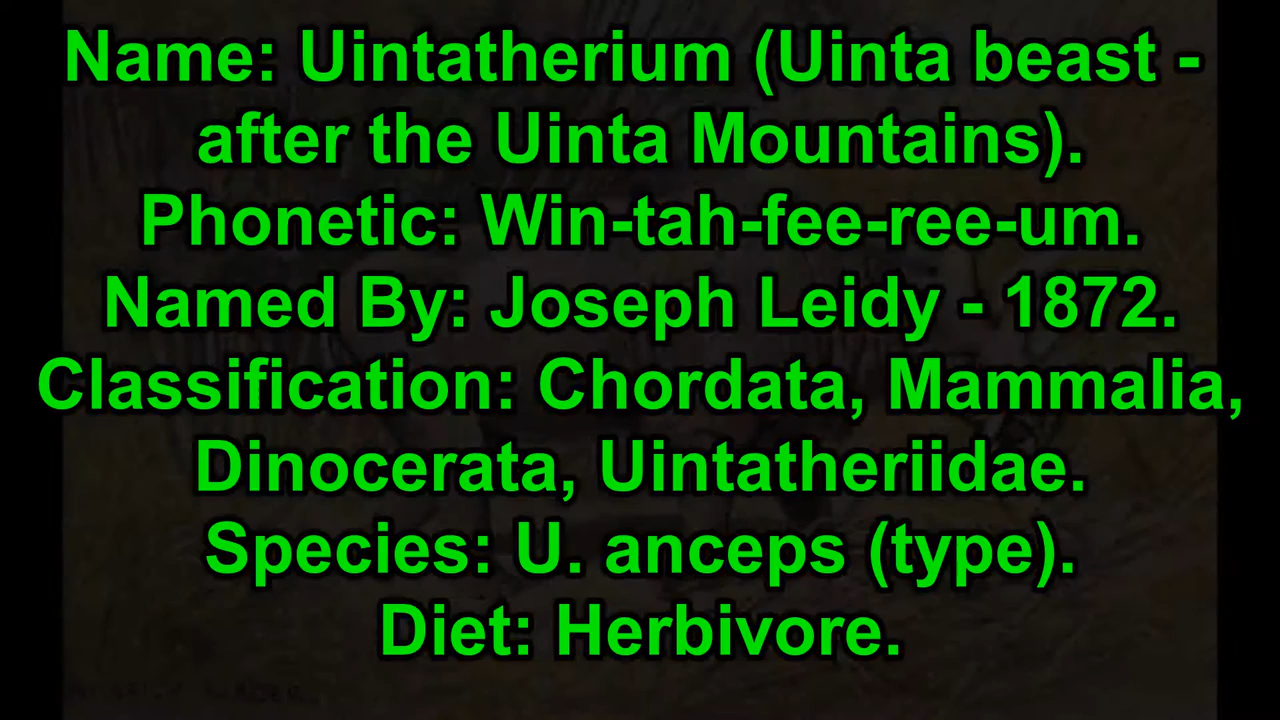 Name: Uintatherium (Uinta beast -
after the Uinta Mountains).
Phonetic: Win-tah-fee-ree-um.
Named By: Joseph Leidy - 1872.
Classification: Chordata, Mammalia,
Dinocerata, Uintatheriidae.
Species: U. anceps (type).
Diet: Herbivore.